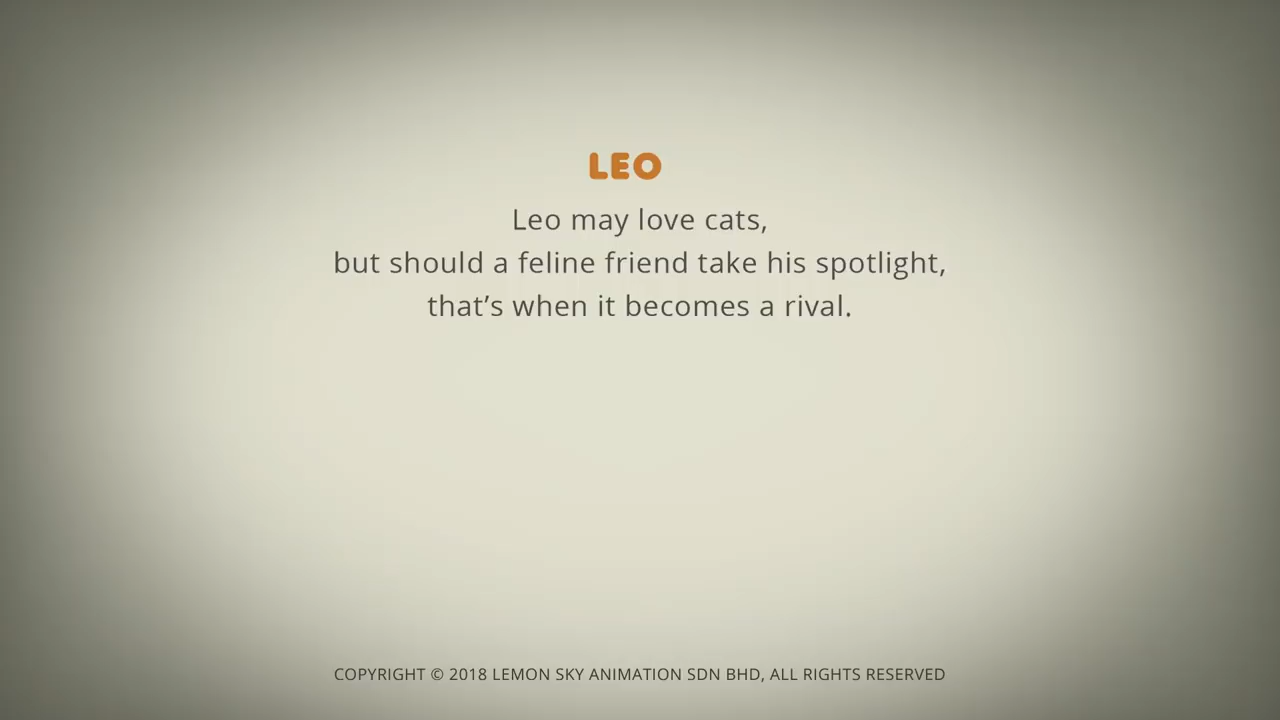 LEO
Leo may love cats,
but should a feline friend take his spotlight,
that’s when it becomes a rival.
COPYRIGHT © 2018 LEMON SKY ANIMATION SDN BHD, ALL RIGHTS RESERVED